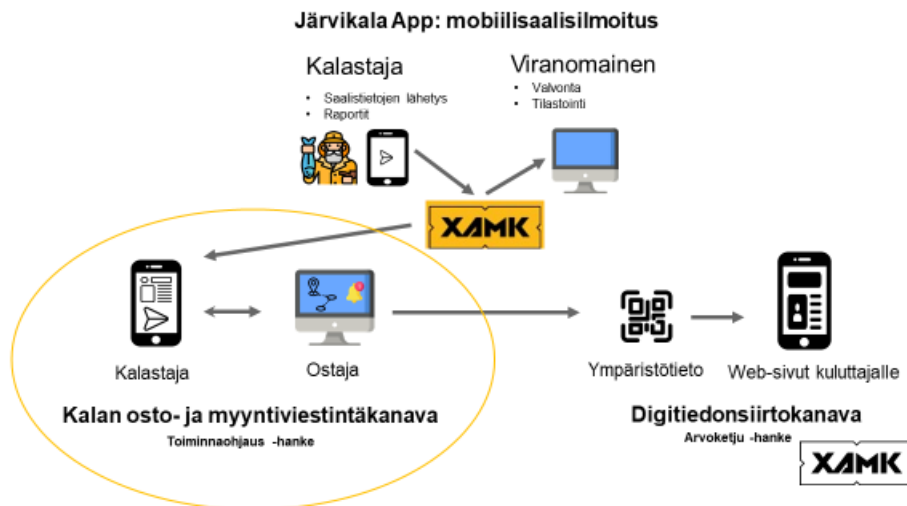 Järvikala App: mobiilisaalisilmoitus
Kalastaja
• Saalistietojen lähetys
• Raportit
Viranomainen
• Valvonta
• Tilastointi
XAMK
Kalastaja
Ostaja
Ympäristötieto
Web-sivut kuluttajalle
Kalan osto- ja myyntiviestintäkanava
Toiminnaohjaus -hanke
Digitiedonsiirtokanava
Arvoketju -hanke
XAMK